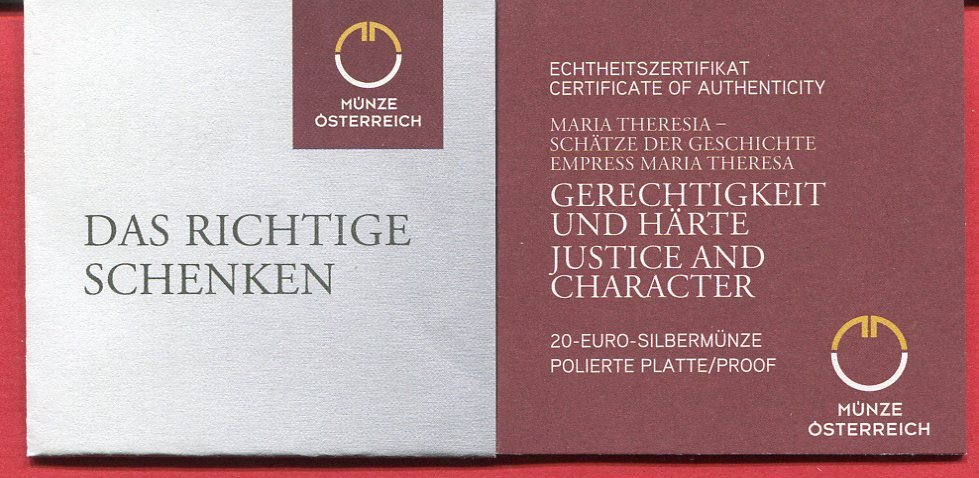 MÜNZE
ÖSTERREICH
DAS RICHTIGE
SCHENKEN
ECHTHEITSZERTIFIKAT
CERTIFICATE OF AUTHENTICITY
MARIA THERESIA –
SCHÄTZE DER GESCHICHTE
EMPRESS MARIA THERESA
GERECHTIGKEIT
UND HÄRTE
JUSTICE AND
CHARACTER
20-EURO-SILBERMÜNZE
POLIERTE PLATTE/PROOF
MÜNZE
ÖSTERREICH